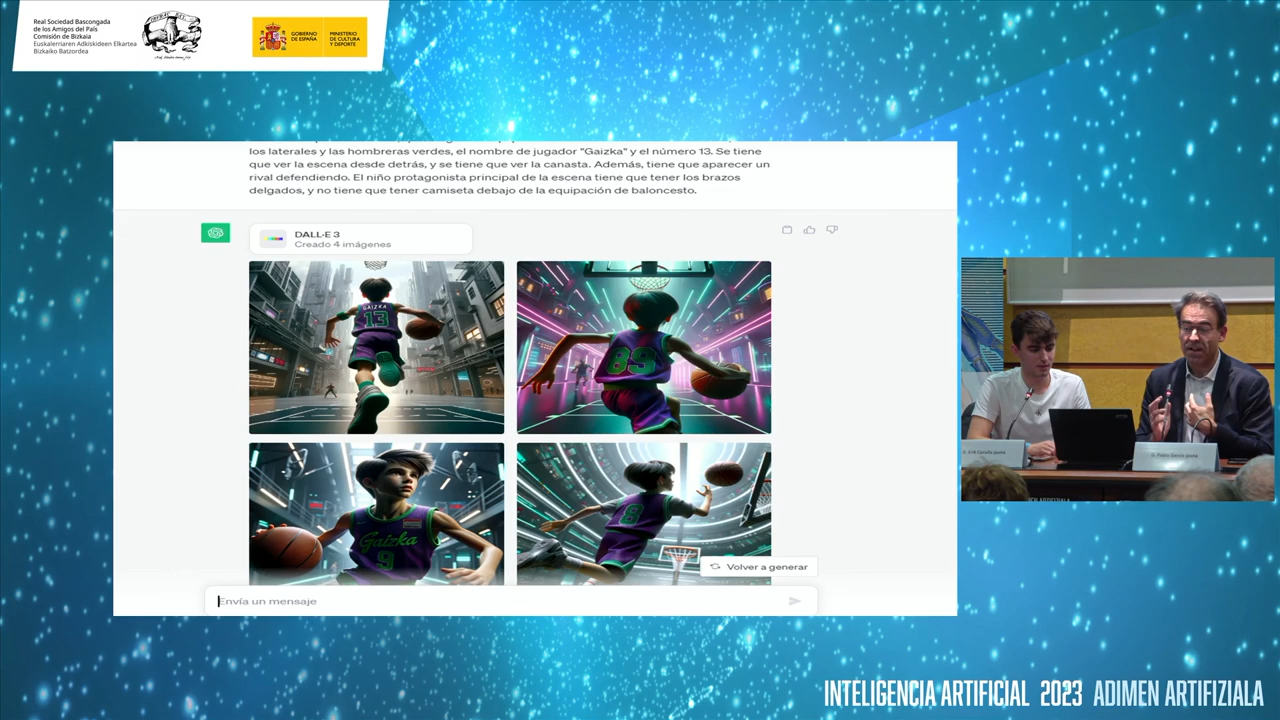 Real Sociedad Bascongada
de los Amigos del País
Comisión de Bizkaia
Euskalerriaren Adkiskideen Elkartea
Bizkaiko Batzordea
GOBIERNO
DE ESPAÑA
MINISTERIO
DE CULTURA
Y DEPORTE
los laterales y las hombreras verdes, el nombre de jugador "Gaizka" y el número 13. Se tiene
que ver la escena desde detrás, y se tiene que ver la canasta. Además, tiene que aparecer un
rival defendiendo. El niño protagonista principal de la escena tiene que tener los brazos
delgados, y no tiene que tener camiseta debajo de la equipación de baloncesto.
DALL·E 3
Creado 4 imágenes
GAIZKA
13
89
Gaizka
9
8
Volver a generar
Envía un mensaje
D. Pablo García jauna
INTELIGENCIA ARTIFICIAL 2023 ADIMEN ARTIFIZIALA